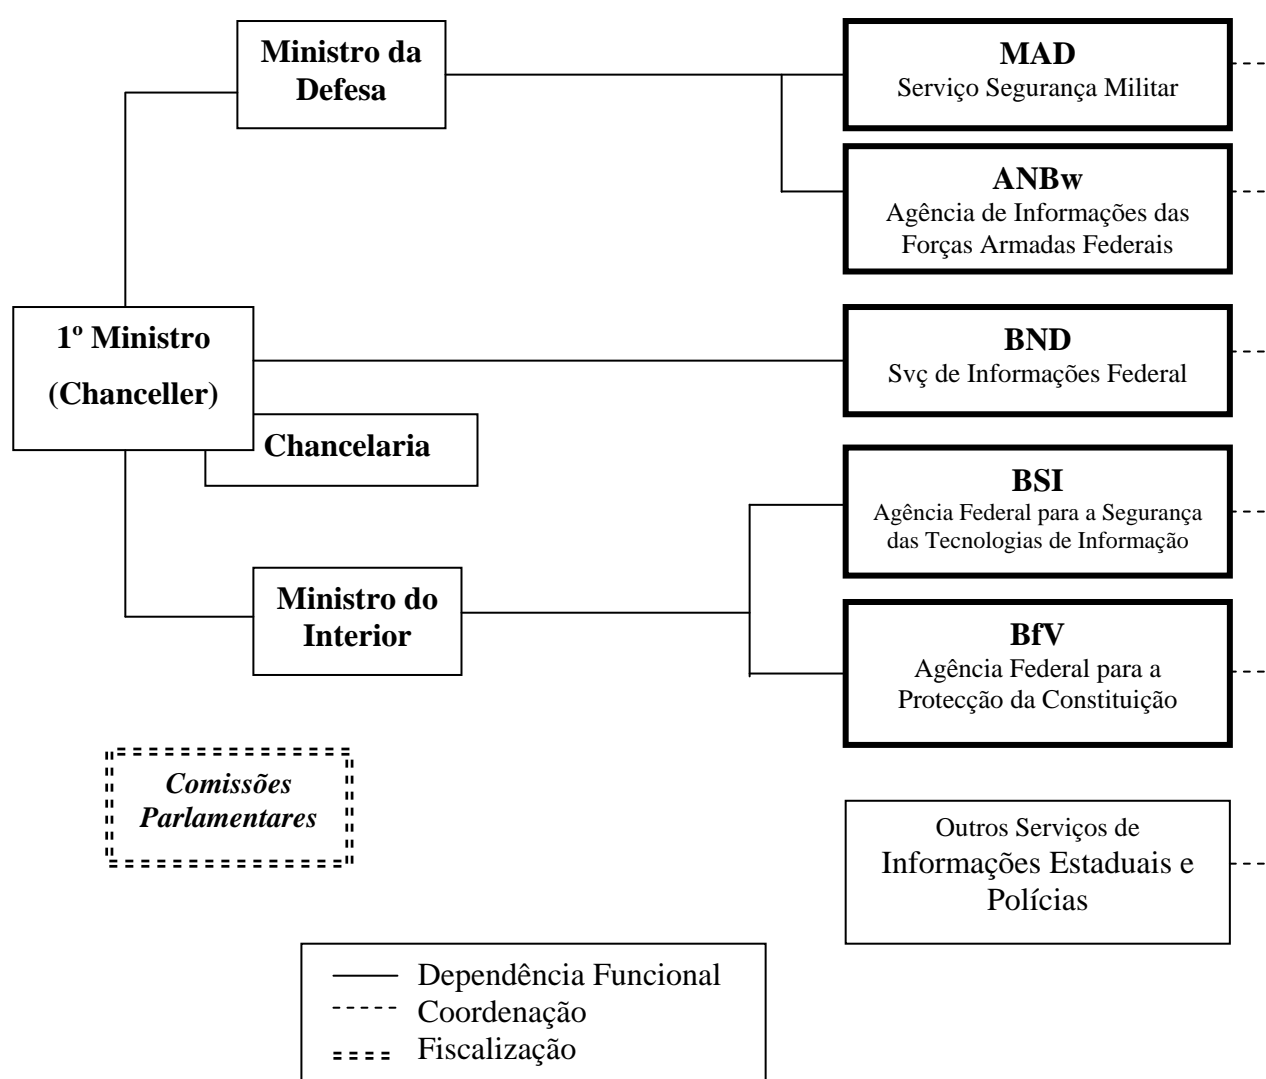 Ministro da
Defesa
MAD
Serviço Segurança Militar
ANBw
Agência de Informações das
Forças Armadas Federais
1º Ministro
(Chanceller)
Chancelaria
BND
Svç de Informações Federal
BSI
Agência Federal para a Segurança
das Tecnologias de Informação
Ministro do
Interior
BfV
Agência Federal para a
Protecção da Constituição
Comissões
Parlamentares
Outros Serviços de
Informações Estaduais e
Polícias
Dependência Funcional
Coordenação
Fiscalização